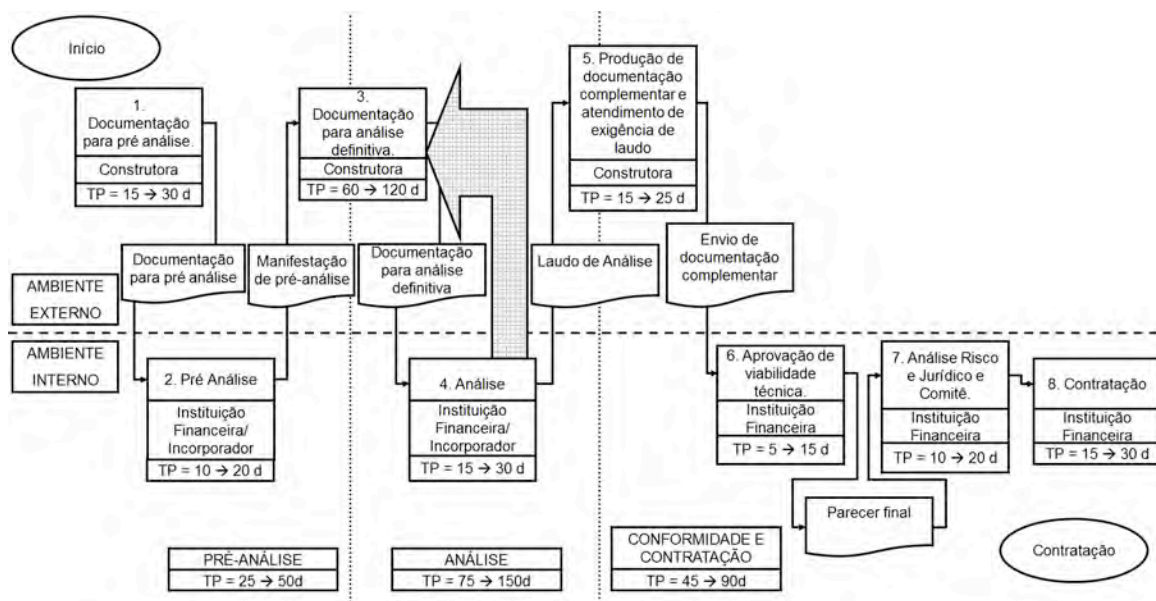 Início
1.
Documentação
para pré análise.
Construtora
TP = 15 → 30 d
3.
Documentação
para análise
definitiva.
Construtora
TP = 60 → 120 d
5. Produção de
documentação
complementar e
atendimento de
exigência de
laudo
Construtora
TP = 15 → 25 d
Documentação
para pré análise
Manifestação
de pré-análise
Documentação
para análise
definitiva
Laudo de Análise
Envio de
documentação
complementar
AMBIENTE
EXTERNO
AMBIENTE
INTERNO
2. Pré Análise
Instituição
Financeira/
Incorporador
TP = 10 → 20 d
4. Análise
Instituição
Financeira/
Incorporador
TP = 15 → 30 d
6. Aprovação de
viabilidade
técnica.
Instituição
Financeira
TP = 5 → 15 d
7. Análise Risco
e Jurídico e
Comitê.
Instituição
Financeira
TP = 10 → 20 d
8. Contratação
Instituição
Financeira
TP = 15 → 30 d
Parecer final
PRÉ-ANÁLISE
TP = 25 → 50d
ANÁLISE
TP = 75 → 150d
CONFORMIDADE E
CONTRATAÇÃO
TP = 45 → 90d
Contratação